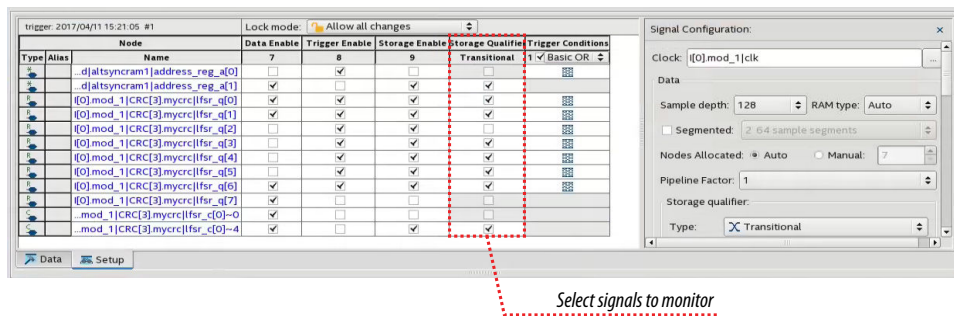 trigger: 2017/04/11 15:21:05 #1 Lock mode: Allow all changes
Node Data Enable Trigger Enable Storage Enable Storage Qualifier Trigger Conditions
Type Alias Name 7 8 9 Transitional 1 Basic OR
...d|altsyncram1|address_reg_a[0]
...d|altsyncram1|address_reg_a[1]
l[0].mod_1|CRC[3].mycrc|lfsr_q[0]
l[0].mod_1|CRC[3].mycrc|lfsr_q[1]
l[0].mod_1|CRC[3].mycrc|lfsr_q[2]
l[0].mod_1|CRC[3].mycrc|lfsr_q[3]
l[0].mod_1|CRC[3].mycrc|lfsr_q[4]
l[0].mod_1|CRC[3].mycrc|lfsr_q[5]
l[0].mod_1|CRC[3].mycrc|lfsr_q[6]
l[0].mod_1|CRC[3].mycrc|lfsr_q[7]
...mod_1|CRC[3].mycrc|lfsr_c[0]~0
...mod_1|CRC[3].mycrc|lfsr_c[0]~4
Data Setup
Signal Configuration:
Clock: l[0].mod_1|clk ...
Data
Sample depth: 128 RAM type: Auto
Segmented: 2 64 sample segments
Nodes Allocated: Auto Manual: 7
Pipeline Factor: 1
Storage qualifier:
Type: Transitional
Select signals to monitor